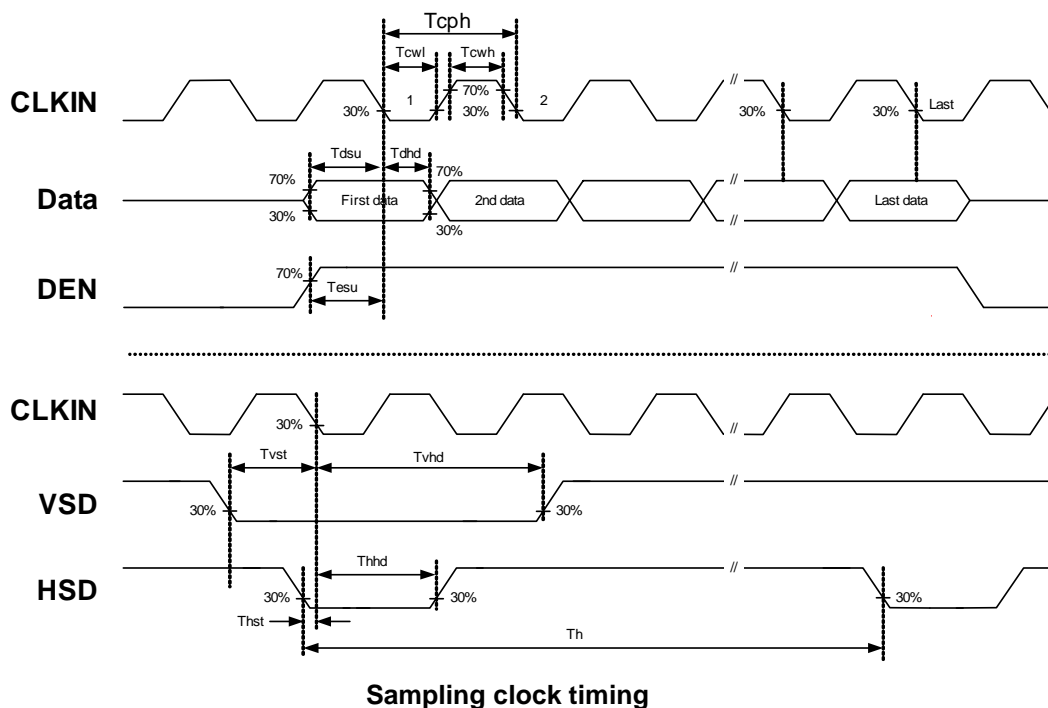 Tcph
Tcwl Tcwh
CLKIN 30% 1 70% 30% 2 // 30% 30% Last
Tdsu Tdhd
70% 70%
Data First data 2nd data // // Last data
30% 30%
DEN 70% //
Tesu
CLKIN 30% //
Tvst Tvhd
VSD 30% 30% //
Thhd
HSD 30% 30% // 30%
Thst
Th
Sampling clock timing